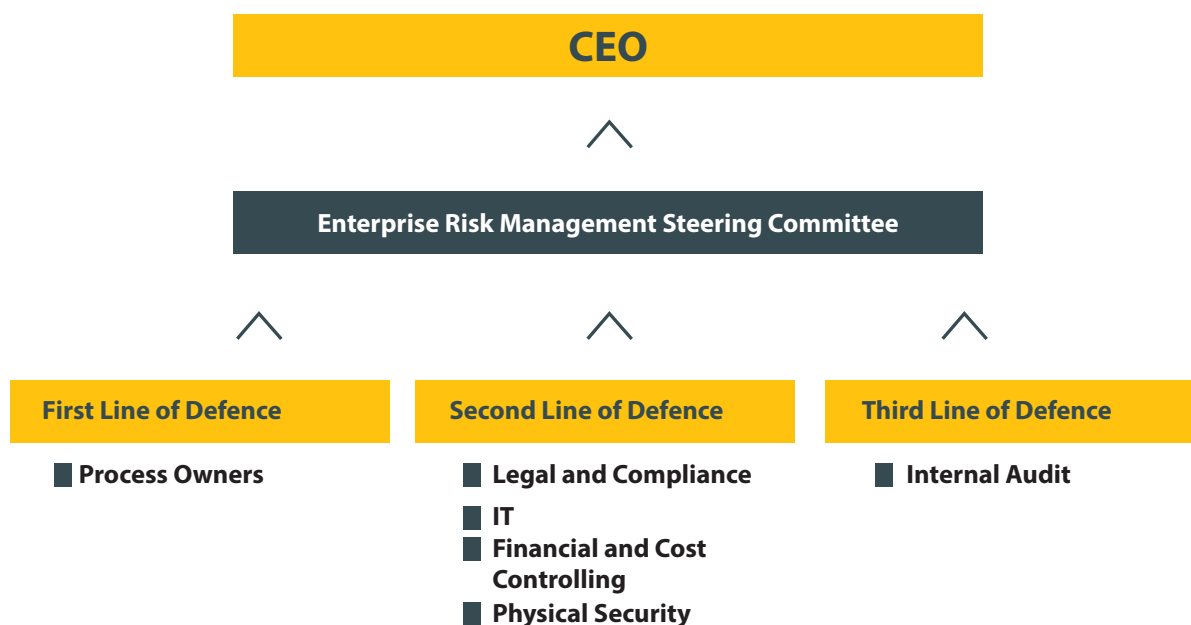 CEO
Enterprise Risk Management Steering Committee
First Line of Defence
Process Owners
Second Line of Defence
Legal and Compliance
IT
Financial and Cost
Controlling
Physical Security
Third Line of Defence
Internal Audit